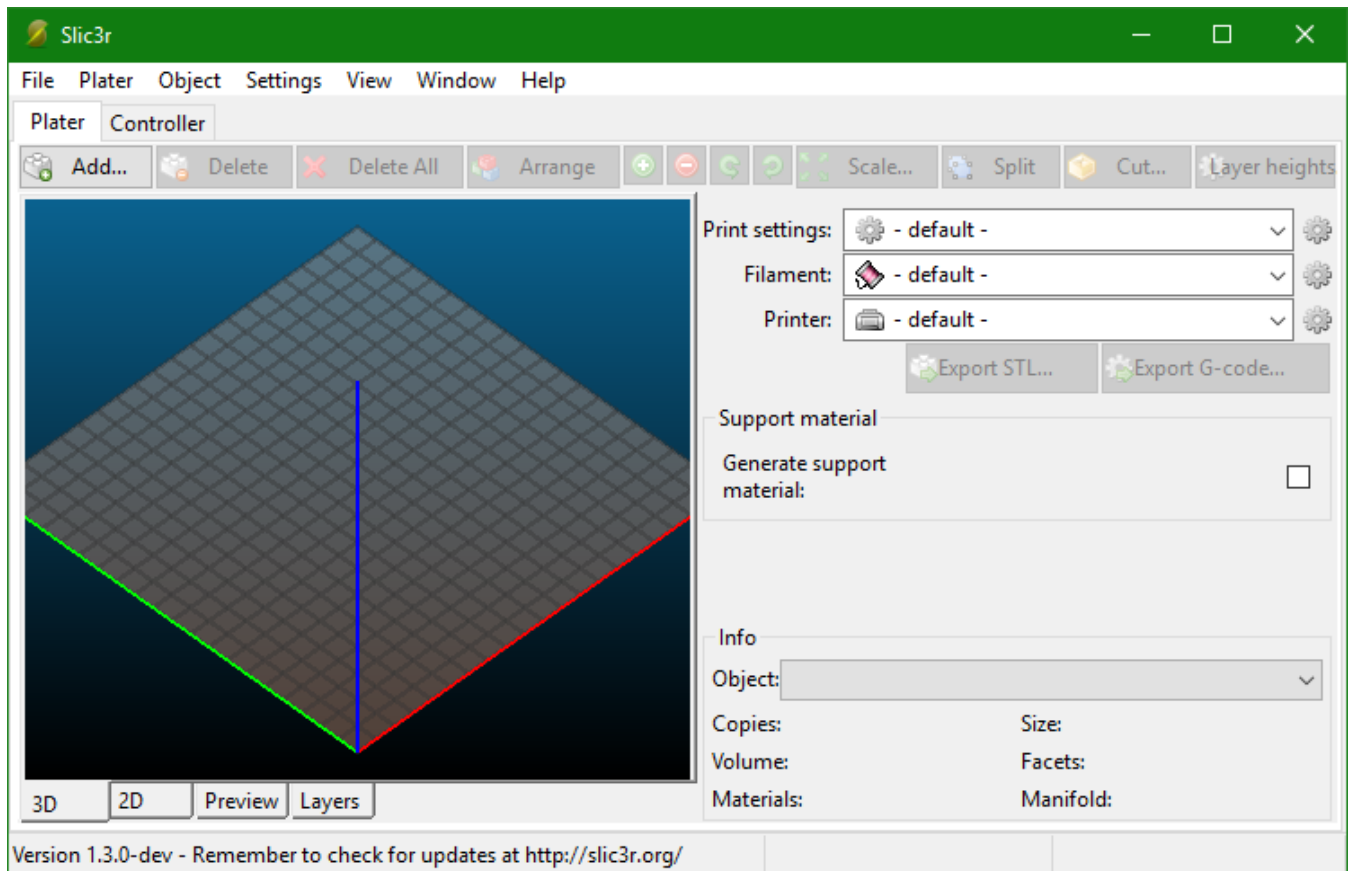 Slic3r
File Plater Object Settings View Window Help
Plater Controller
Add... Delete Delete All Arrange Scale... Split Cut... Layer heights
Print settings: - default -
Filament: - default -
Printer: - default -
Export STL... Export G-code...
Support material
Generate support
material:
Info
Object:
Copies: Size:
Volume: Facets:
Materials: Manifold:
3D 2D Preview Layers
Version 1.3.0-dev - Remember to check for updates at http://slic3r.org/